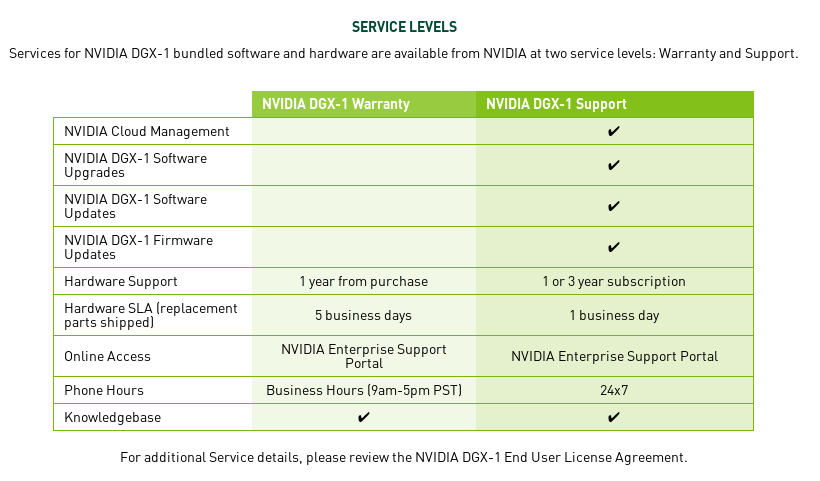 SERVICE LEVELS
Services for NVIDIA DGX-1 bundled software and hardware are available from NVIDIA at two service levels: Warranty and Support.
NVIDIA DGX-1 Warranty NVIDIA DGX-1 Support
NVIDIA Cloud Management ✔
NVIDIA DGX-1 Software
Upgrades ✔
NVIDIA DGX-1 Software
Updates ✔
NVIDIA DGX-1 Firmware
Updates ✔
Hardware Support 1 year from purchase 1 or 3 year subscription
Hardware SLA (replacement
parts shipped) 5 business days 1 business day
Online Access NVIDIA Enterprise Support
Portal NVIDIA Enterprise Support Portal
Phone Hours Business Hours (9am-5pm PST) 24x7
Knowledgebase ✔ ✔
For additional Service details, please review the NVIDIA DGX-1 End User License Agreement.